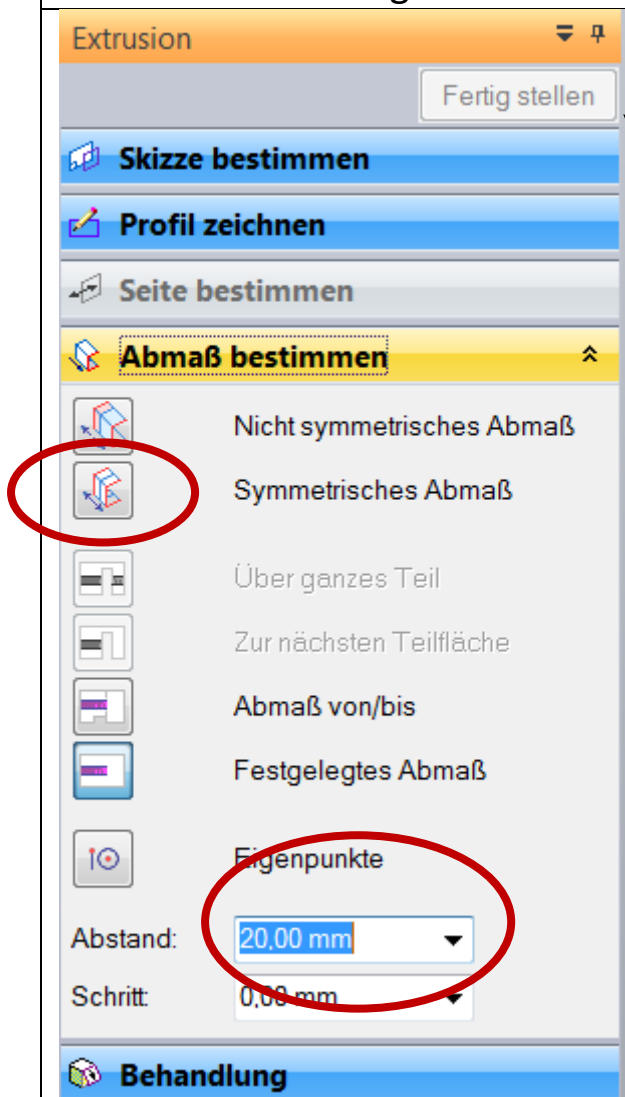 Extrusion
Fertig stellen
Skizze bestimmen
Profil zeichnen
Seite bestimmen
Abmaß bestimmen
Nicht symmetrisches Abmaß
Symmetrisches Abmaß
Über ganzes Teil
Zur nächsten Teilfläche
Abmaß von/bis
Festgelegtes Abmaß
Eigenpunkte
Abstand: 20,00 mm
Schritt: 0,00 mm
Behandlung